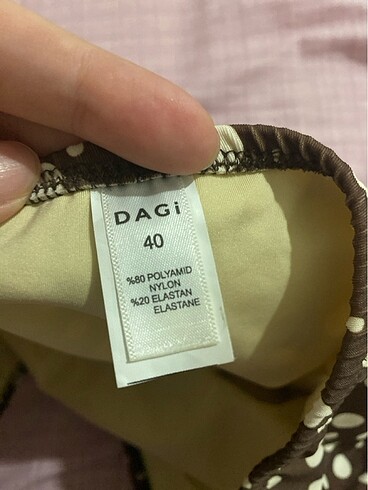 DAGi
40
%80 POLYAMID
NYLON
%20 ELASTAN
ELASTANE